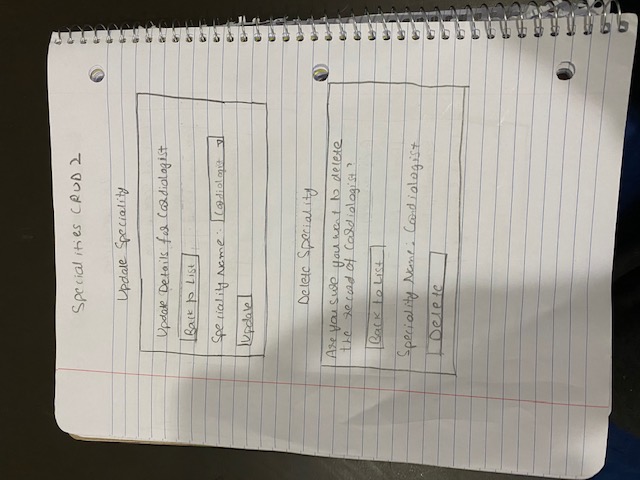 Specialities CRUD 2
Update Speciality
Update Details for Cardiologist
Back to List
Speciality Name: Cardiologist
Update
Delete Speciality
Are you sure you want to delete
the record of Cardiologist?
Back to List
Speciality Name: Cardiologist
Delete